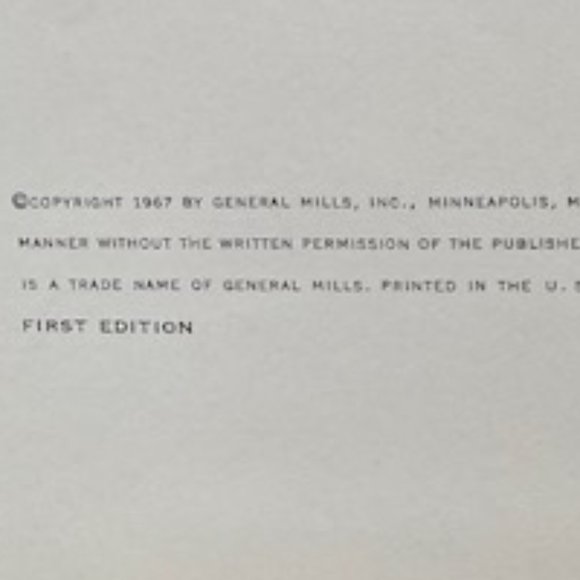 ©COPYRIGHT 1967 BY GENERAL MILLS, INC., MINNEAPOLIS, M
MANNER WITHOUT THE WRITTEN PERMISSION OF THE PUBLISHE
IS A TRADE NAME OF GENERAL MILLS. PRINTED IN THE U. S
FIRST EDITION